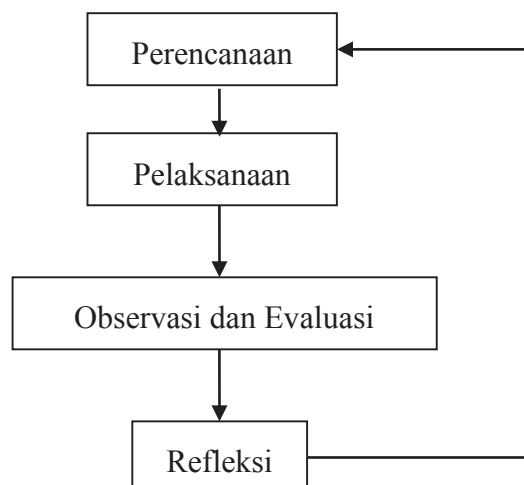 Perencanaan
Pelaksanaan
Observasi dan Evaluasi
Refleksi